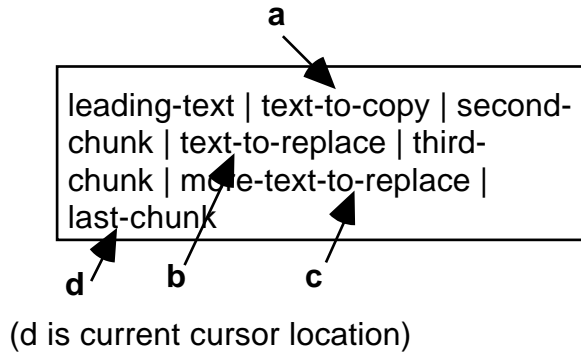 a
leading-text | text-to-copy | second-
chunk | text-to-replace | third-
chunk | more-text-to-replace |
last-chunk
d b c
(d is current cursor location)